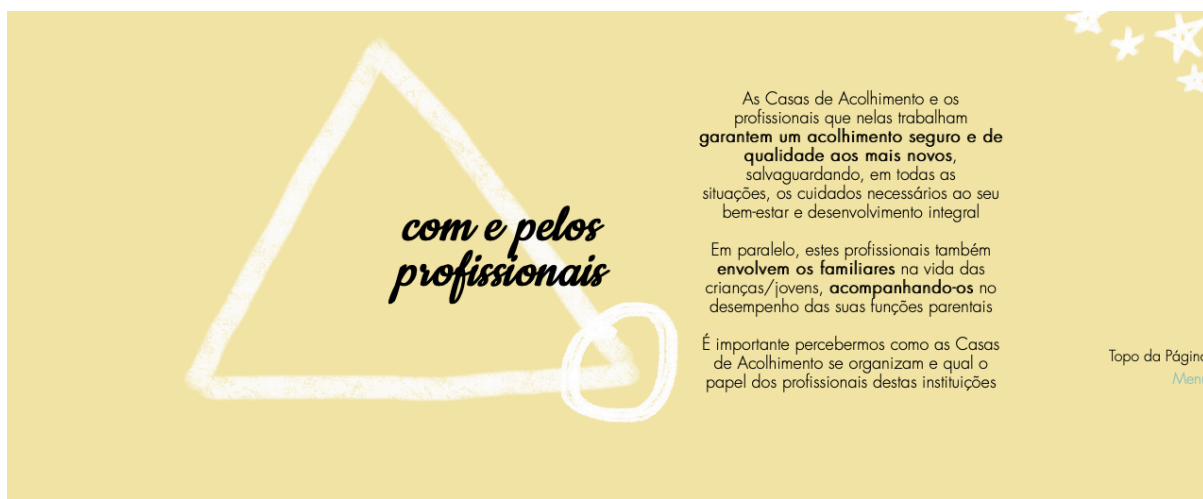 com e pelos
profissionais
As Casas de Acolhimento e os
profissionais que nelas trabalham
garantem um acolhimento seguro e de
qualidade aos mais novos,
salvaguardando, em todas as
situações, os cuidados necessários ao seu
bem-estar e desenvolvimento integral
Em paralelo, estes profissionais também
envolvem os familiares na vida das
crianças/jovens, acompanhando-os no
desempenho das suas funções parentais
É importante percebermos como as Casas
de Acolhimento se organizam e qual o
papel dos profissionais destas instituições
Topo da